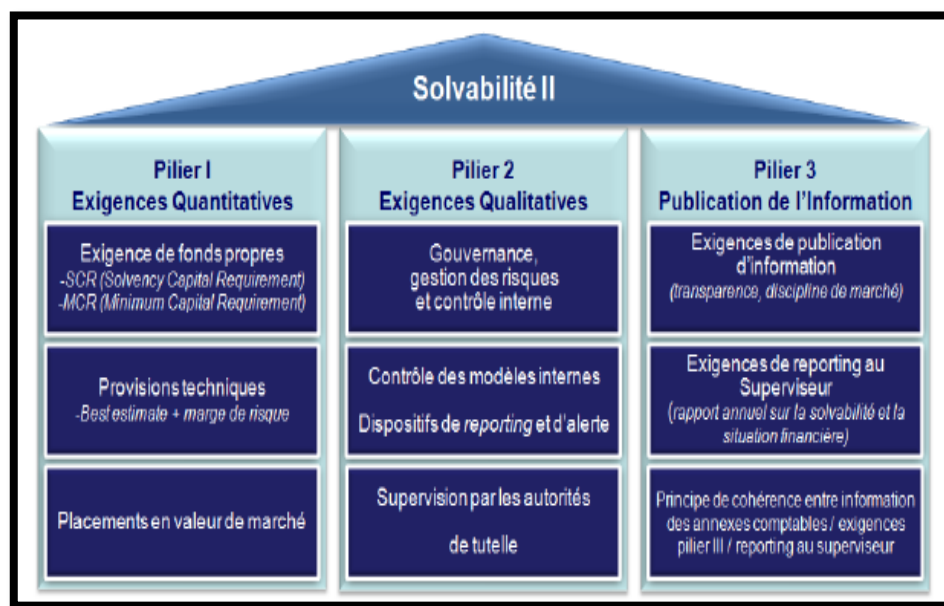 Solvabilité II
Pilier I
Exigences Quantitatives
Exigence de fonds propres
-SCR (Solvency Capital Requirement)
-MCR (Minimum Capital Requirement)
Provisions techniques
-Best estimate + marge de risque
Placements en valeur de marché
Pilier 2
Exigences Qualitatives
Gouvernance,
gestion des risques
et contrôle interne
Contrôle des modèles internes
Dispositifs de reporting et d'alerte
Supervision par les autorités
de tutelle
Pilier 3
Publication de l'Information
Exigences de publication
d'information
(transparence, discipline de marché)
Exigences de reporting au
Superviseur
(rapport annuel sur la solvabilité et la
situation financière)
Principe de cohérence entre information
des annexes comptables / exigences
pilier III / reporting au superviseur